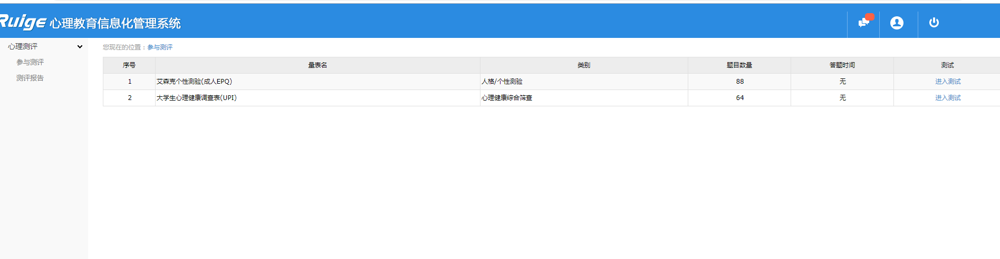 Ruige 心理教育信息化管理系统
心理测评
参与测评
测评报告
您现在的位置：参与测评
序号 量表名 类别 题目数量 答题时间 测试
1 艾森克个性测验(成人EPQ) 人格/个性测验 88 无 进入测试
2 大学生心理健康调查表(UPI) 心理健康综合筛查 64 无 进入测试